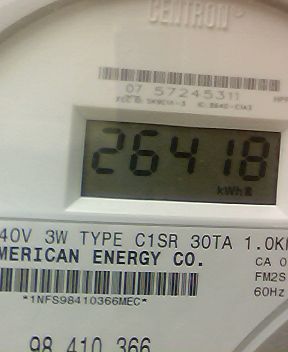 CENTRON®
07 57245311
26418
kWh
40V 3W TYPE C1SR 30TA 1.0K
MERICAN ENERGY CO.
CA 0
FM2S
60Hz
*1NFS98410366MEC*
98 410 366